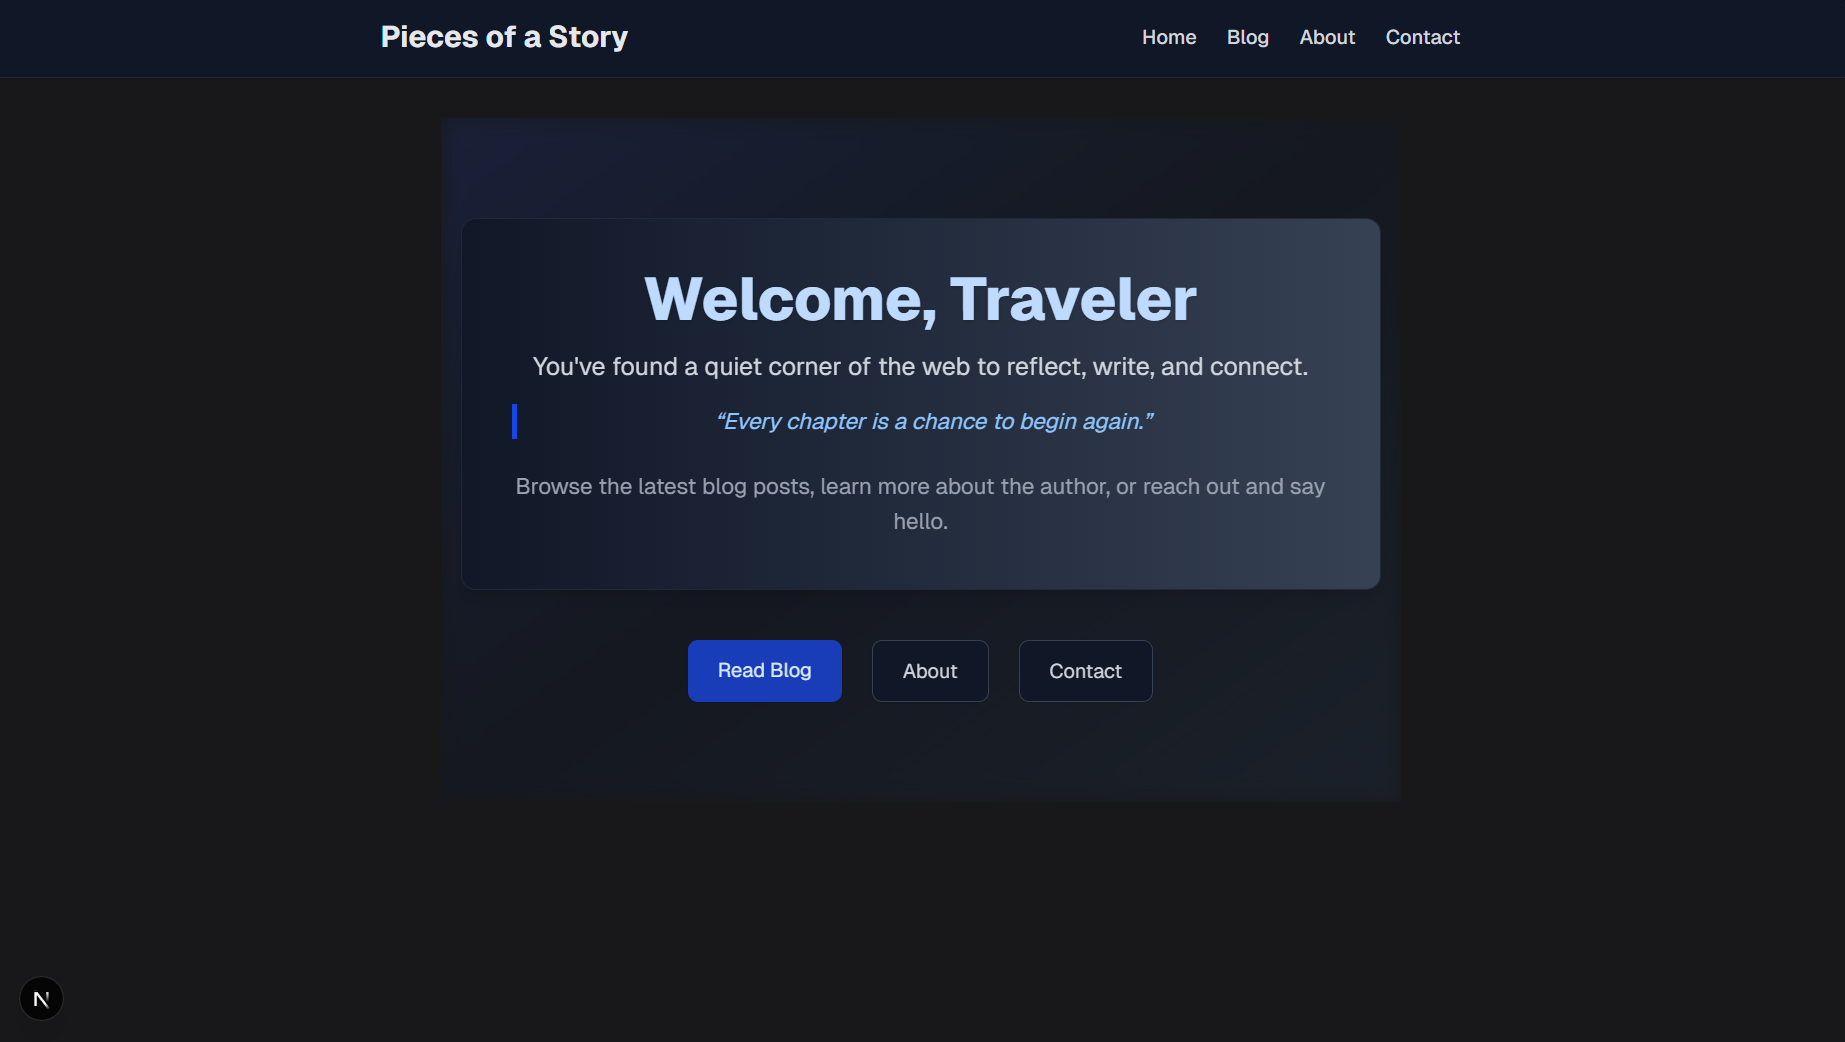 Pieces of a Story
Home Blog About Contact
Welcome, Traveler
You've found a quiet corner of the web to reflect, write, and connect.
“Every chapter is a chance to begin again.”
Browse the latest blog posts, learn more about the author, or reach out and say
hello.
Read Blog About Contact
N